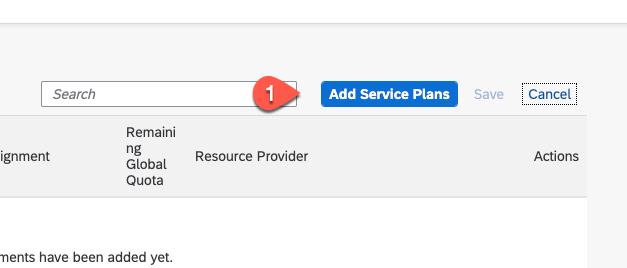 Search
1
Add Service Plans
Save
Cancel
ignment
Remaini
ng
Global
Quota
Resource Provider
Actions
ments have been added yet.